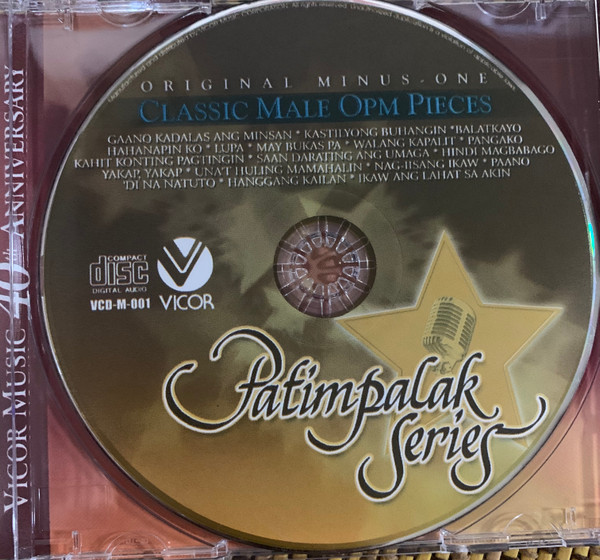 ORIGINAL MINUS-ONE
CLASSIC MALE OPM PIECES
GAANO KADALAS ANG MINSAN * KASTILYONG BUHANGIN * BALATKAYO
HAHANAPIN KO * LUPA * MAY BUKAS PA * WALANG KAPALIT * PANGAKO
KAHIT KONTING PAGTINGIN * SAAN DARATING ANG UMAGA * HINDI MAGBABAGO
YAKAP, YAKAP * UNA'T HULING MAMAHALIN * NAG-IISANG IKAW * PAANO
'DI NA NATUTO * HANGGANG KAILAN * IKAW ANG LAHAT SA AKIN
COMPACT
disc
DIGITAL AUDIO
VCD-M-001
VICOR
Patimpalak
Series
VICOR MUSIC 40TH ANNIVERSARY